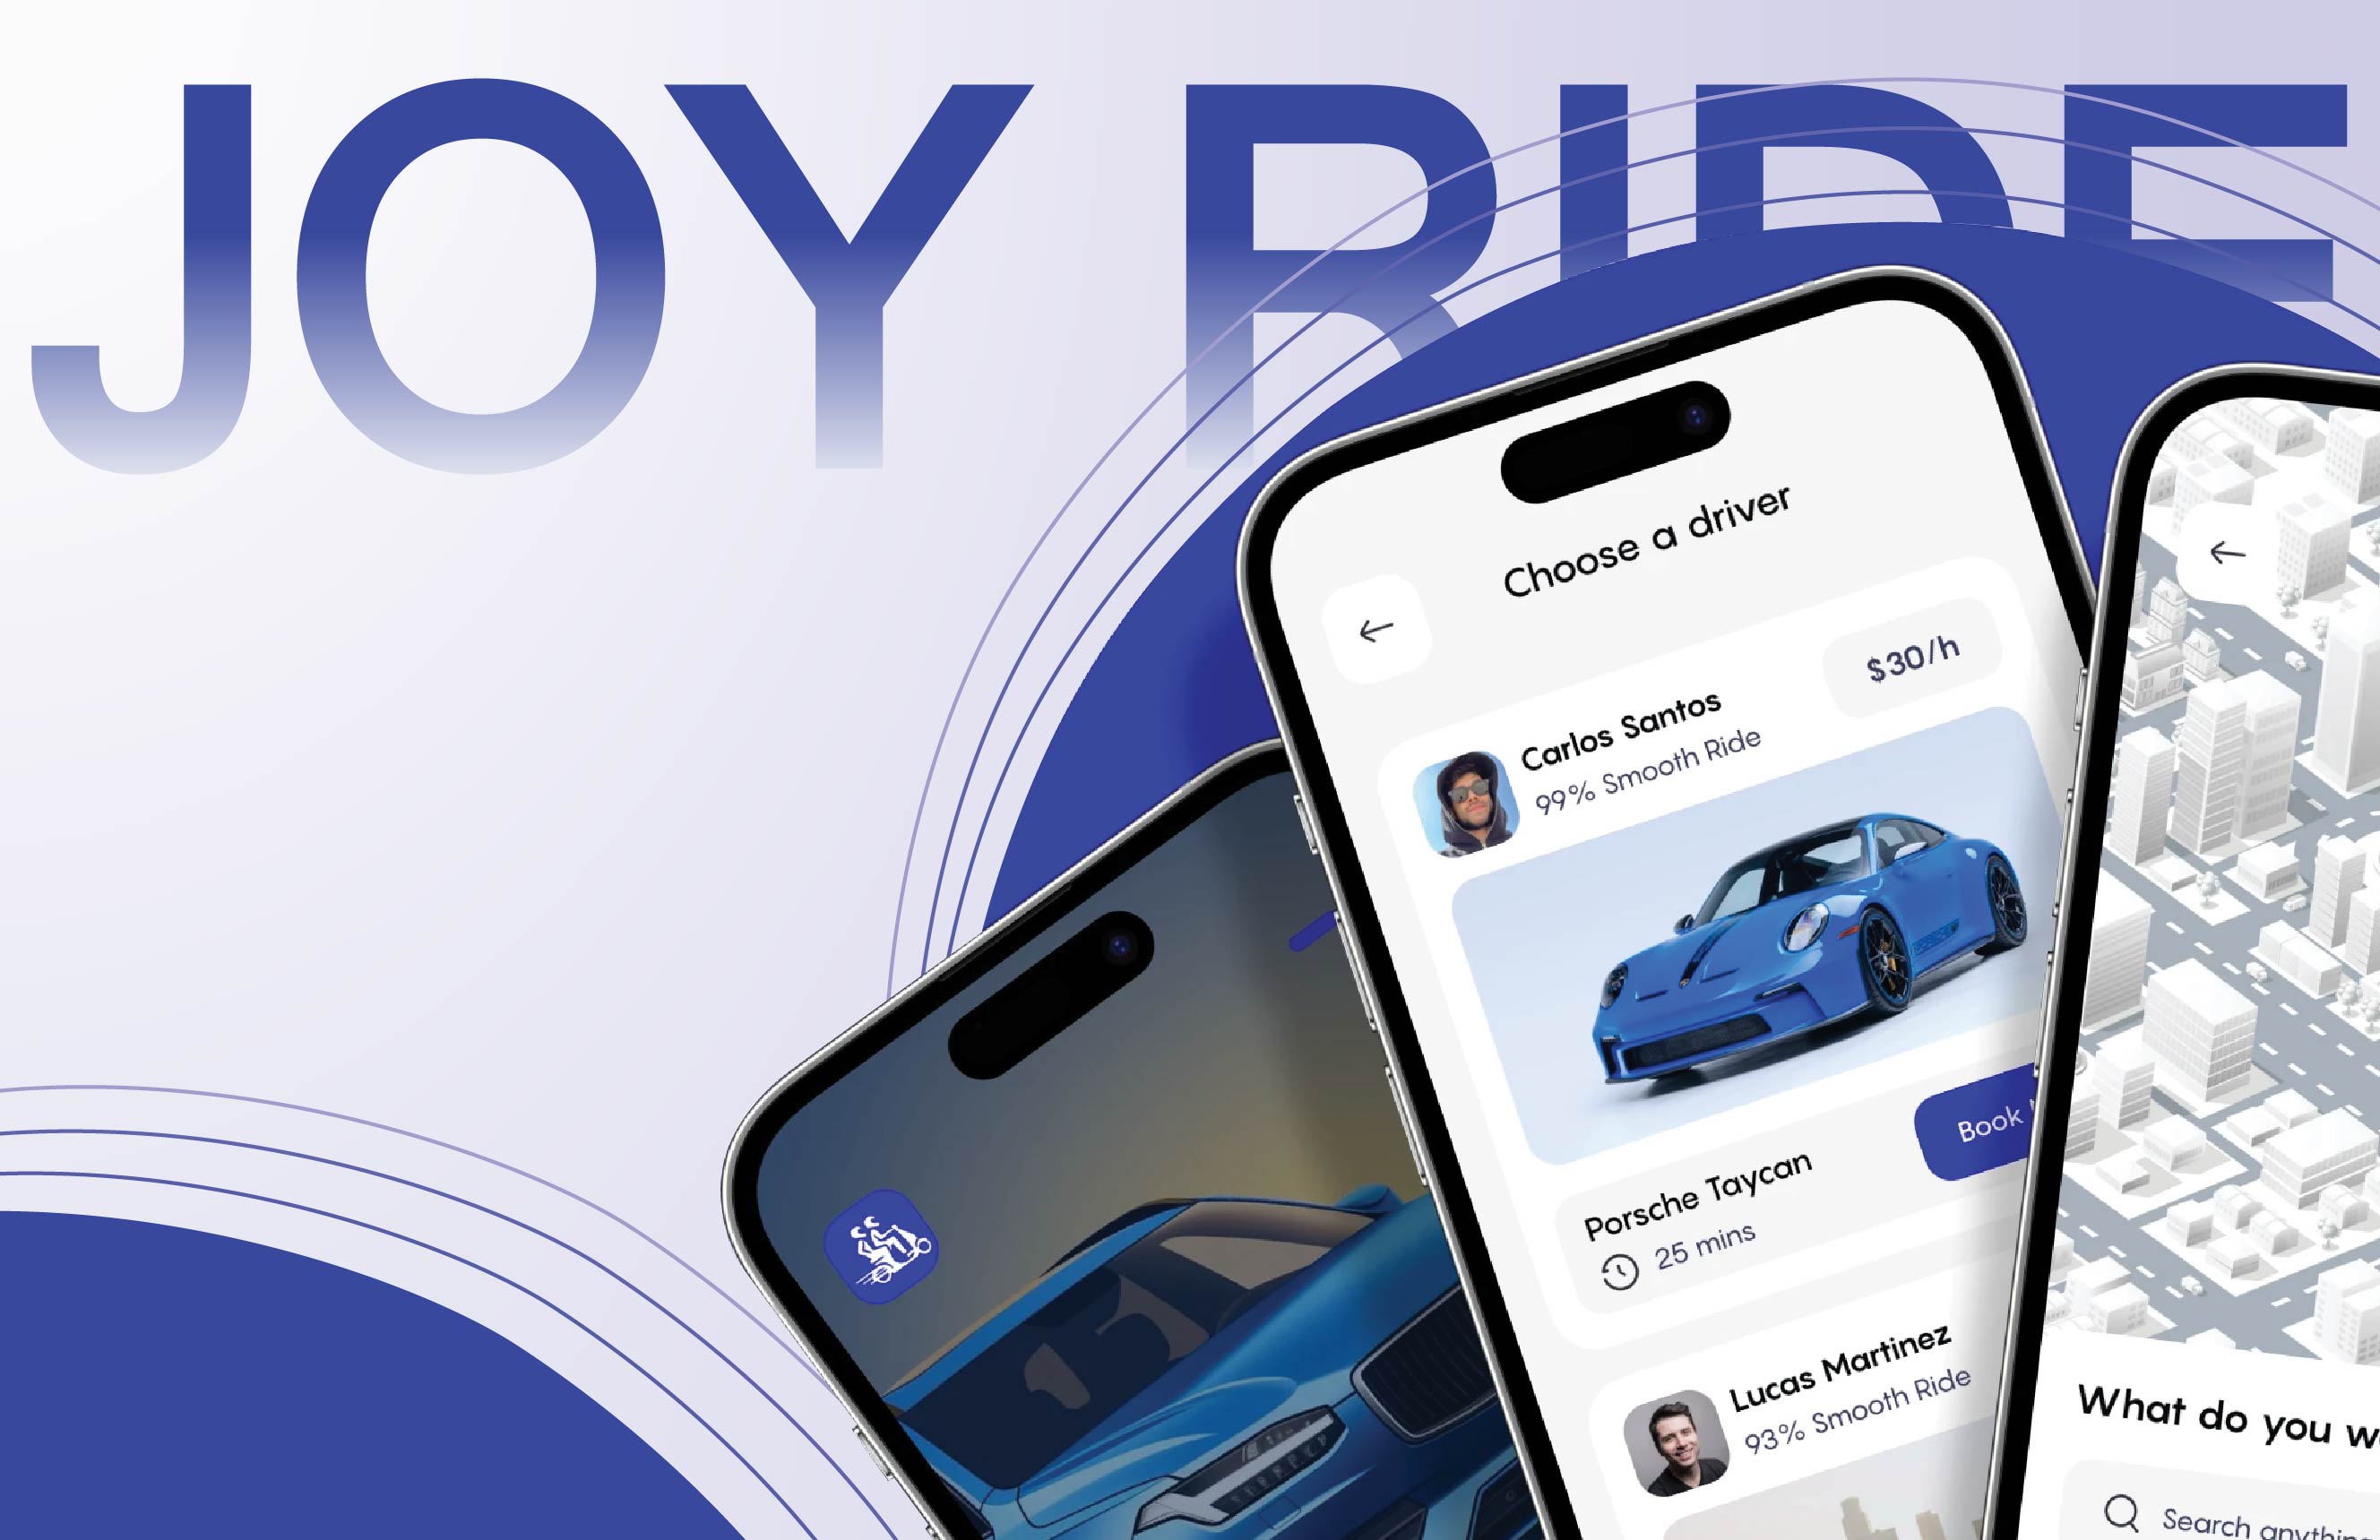 JOY RIDE
Choose a driver
$30/h
Carlos Santos
99% Smooth Ride
Book
Porsche Taycan
25 mins
Lucas Martinez
93% Smooth Ride
What do you
Search